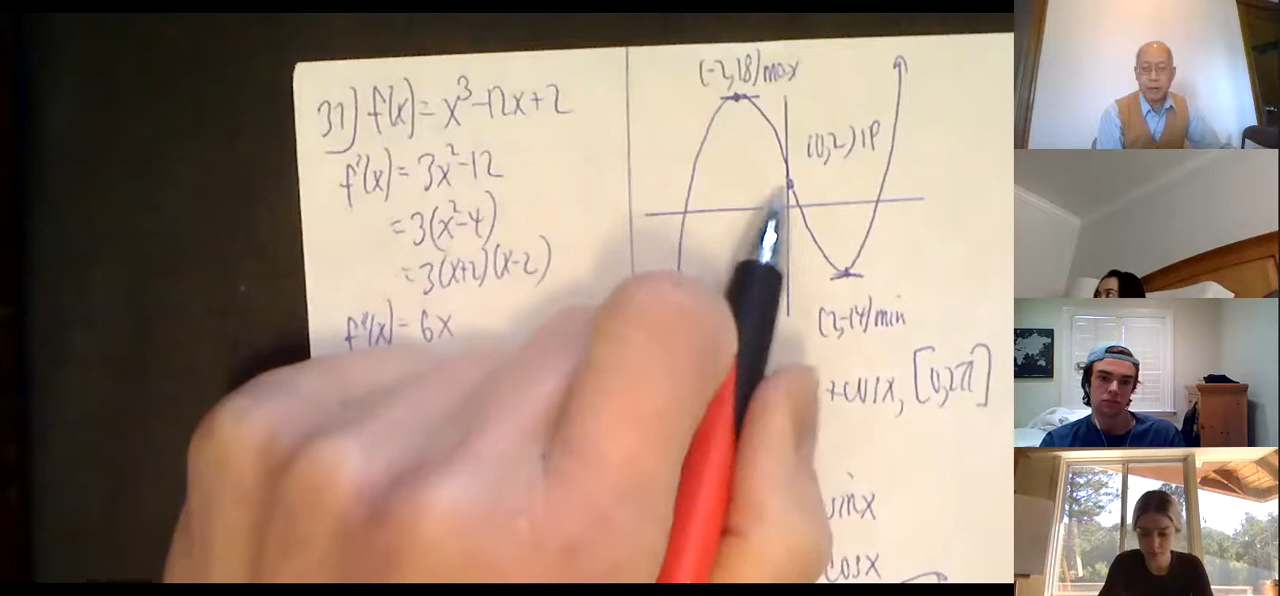 31) f(x) = x³-12x+2
f'(x) = 3x²-12
= 3(x²-4)
= 3(x+2)(x-2)
f"(x) = 6x
(-2,18) max
(0,2) IP
(2,-14) min
+cosx, [0,2π]
sinx
cosx